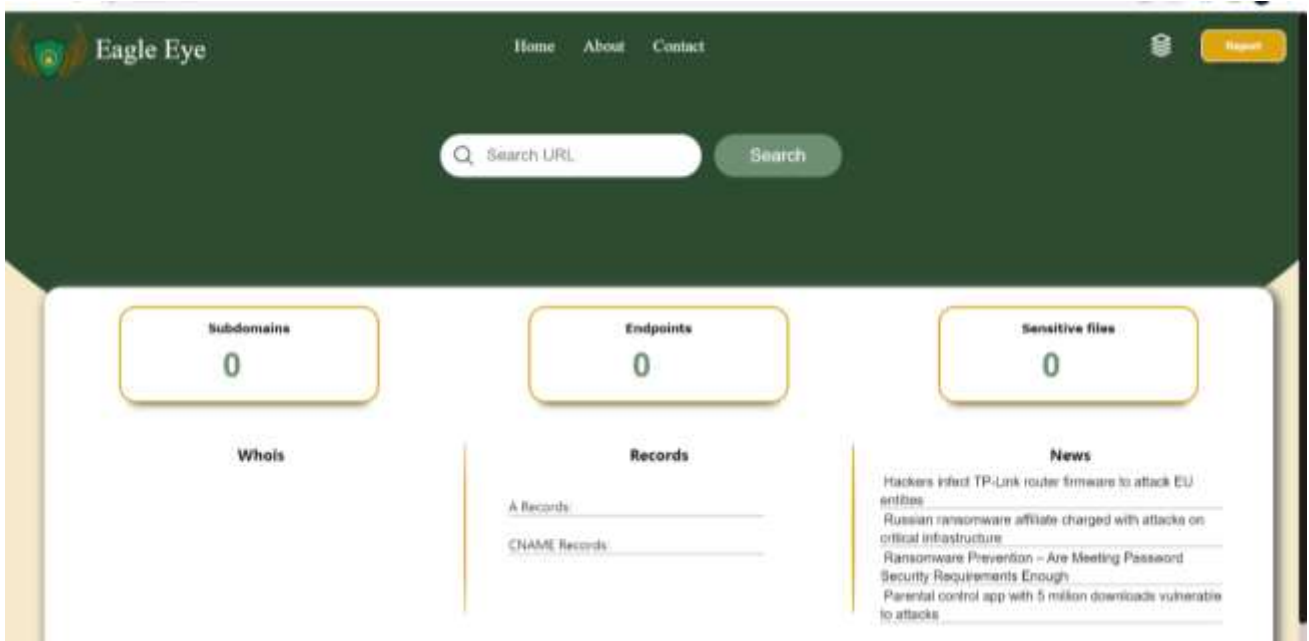 Eagle Eye
Home About Contact
Report
Search URL
Search
Subdomains
0
Endpoints
0
Sensitive files
0
Whois
Records
A Records:
CNAME Records:
News
Hackers infect TP-Link router firmware to attack EU
entities
Russian ransomware affiliate charged with attacks on
critical infrastructure
Ransomware Prevention – Are Meeting Password
Security Requirements Enough
Parental control app with 5 million downloads vulnerable
to attacks